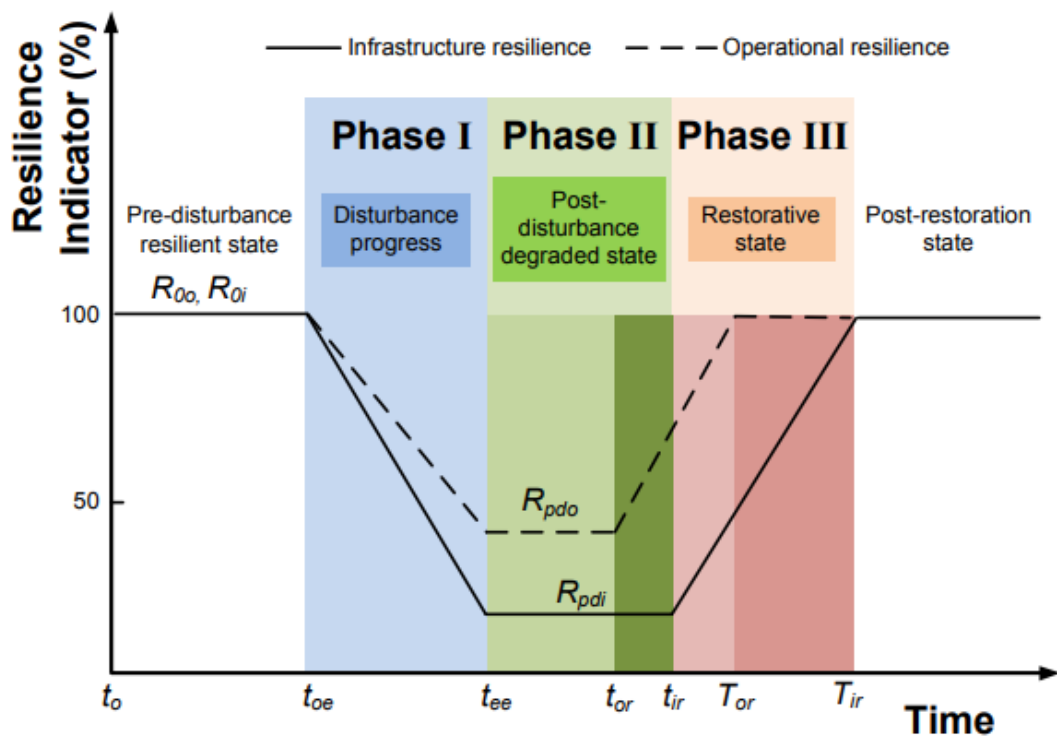 Resilience
Indicator (%)
Infrastructure resilience
Operational resilience
Phase I
Phase II
Phase III
Pre-disturbance
resilient state
Disturbance
progress
Post-
disturbance
degraded state
Restorative
state
Post-restoration
state
R0o, R0i
100
50
Rpdo
Rpdi
to
toe
tee
tor
tir
Tor
Tir
Time